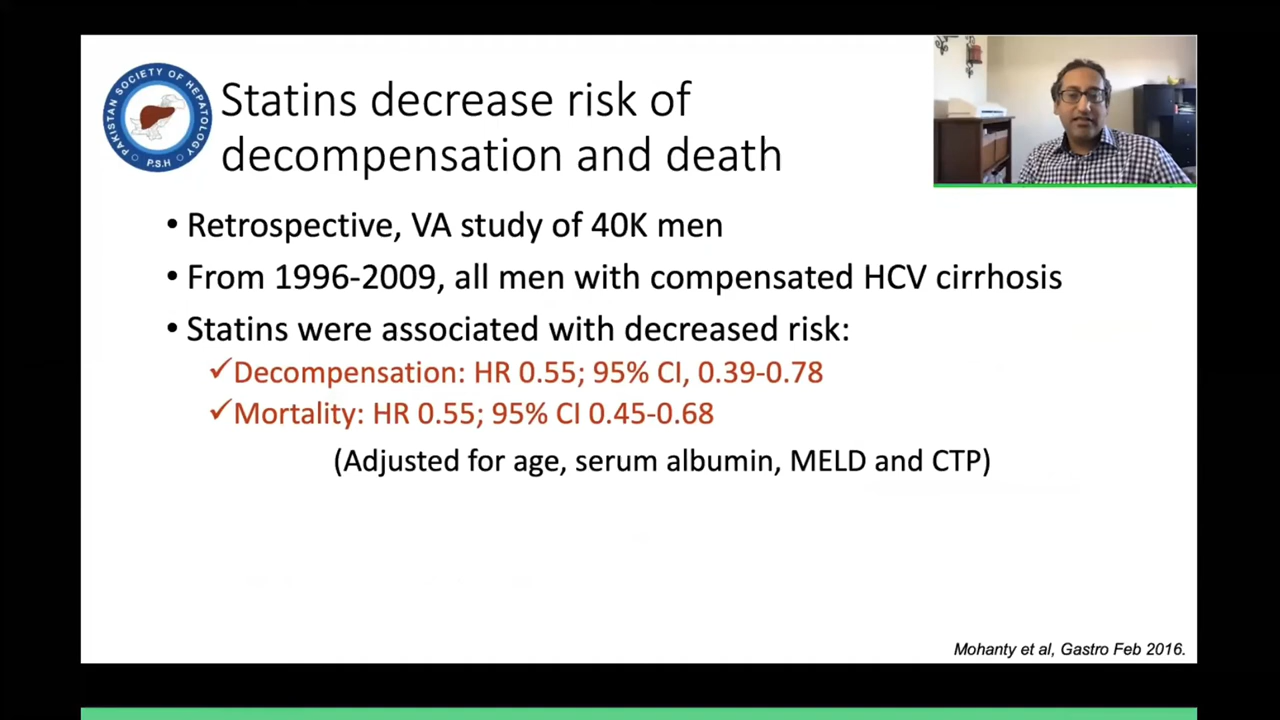 PAKISTAN SOCIETY OF HEPATOLOGY
P.S.H
Statins decrease risk of
decompensation and death
• Retrospective, VA study of 40K men
• From 1996-2009, all men with compensated HCV cirrhosis
• Statins were associated with decreased risk:
✓Decompensation: HR 0.55; 95% CI, 0.39-0.78
✓Mortality: HR 0.55; 95% CI 0.45-0.68
(Adjusted for age, serum albumin, MELD and CTP)
Mohanty et al, Gastro Feb 2016.